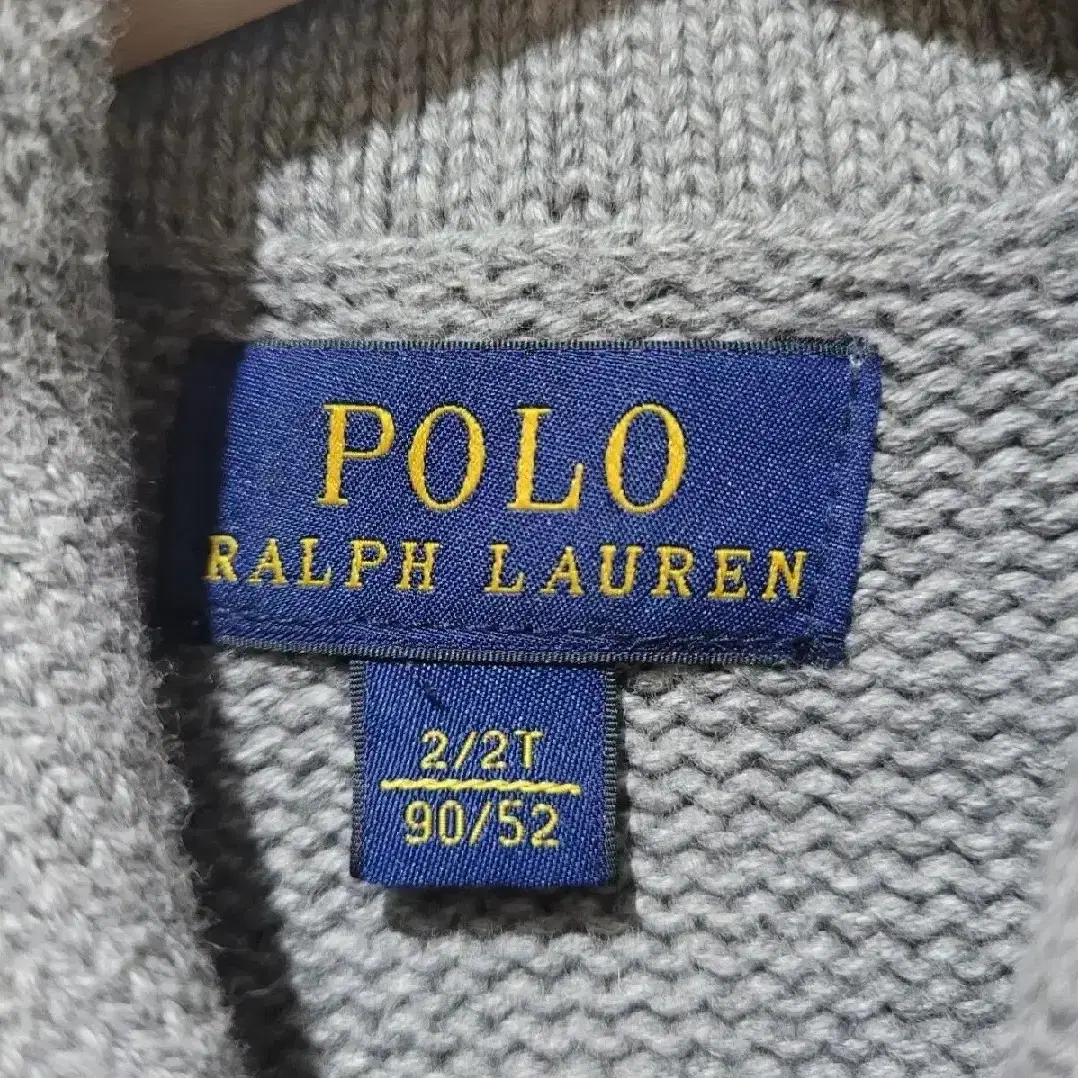 POLO
RALPH LAUREN
2/2T
90/52